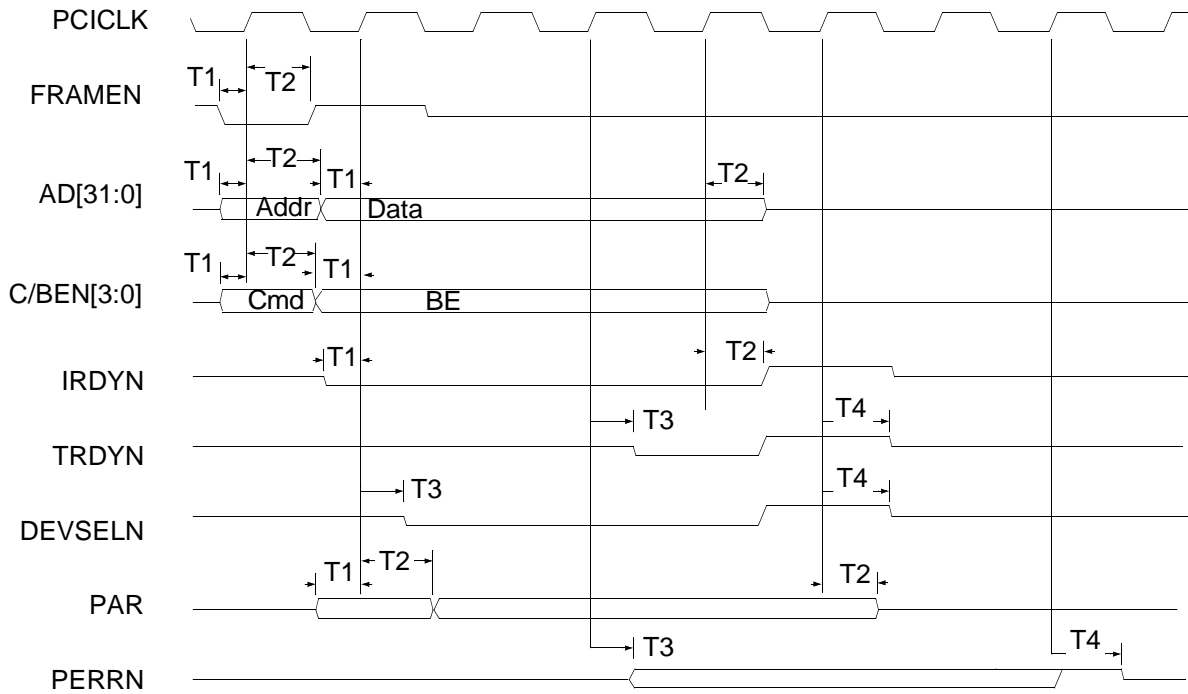 PCICLK
T1 T2
FRAMEN
T1 T2 T1 T2
AD[31:0]
Addr Data
T1 T2 T1
C/BEN[3:0]
Cmd BE
T1 T2
IRDYN
T3 T4
TRDYN
T3 T4
DEVSELN
T1 T2 T2
PAR
T3 T4
PERRN